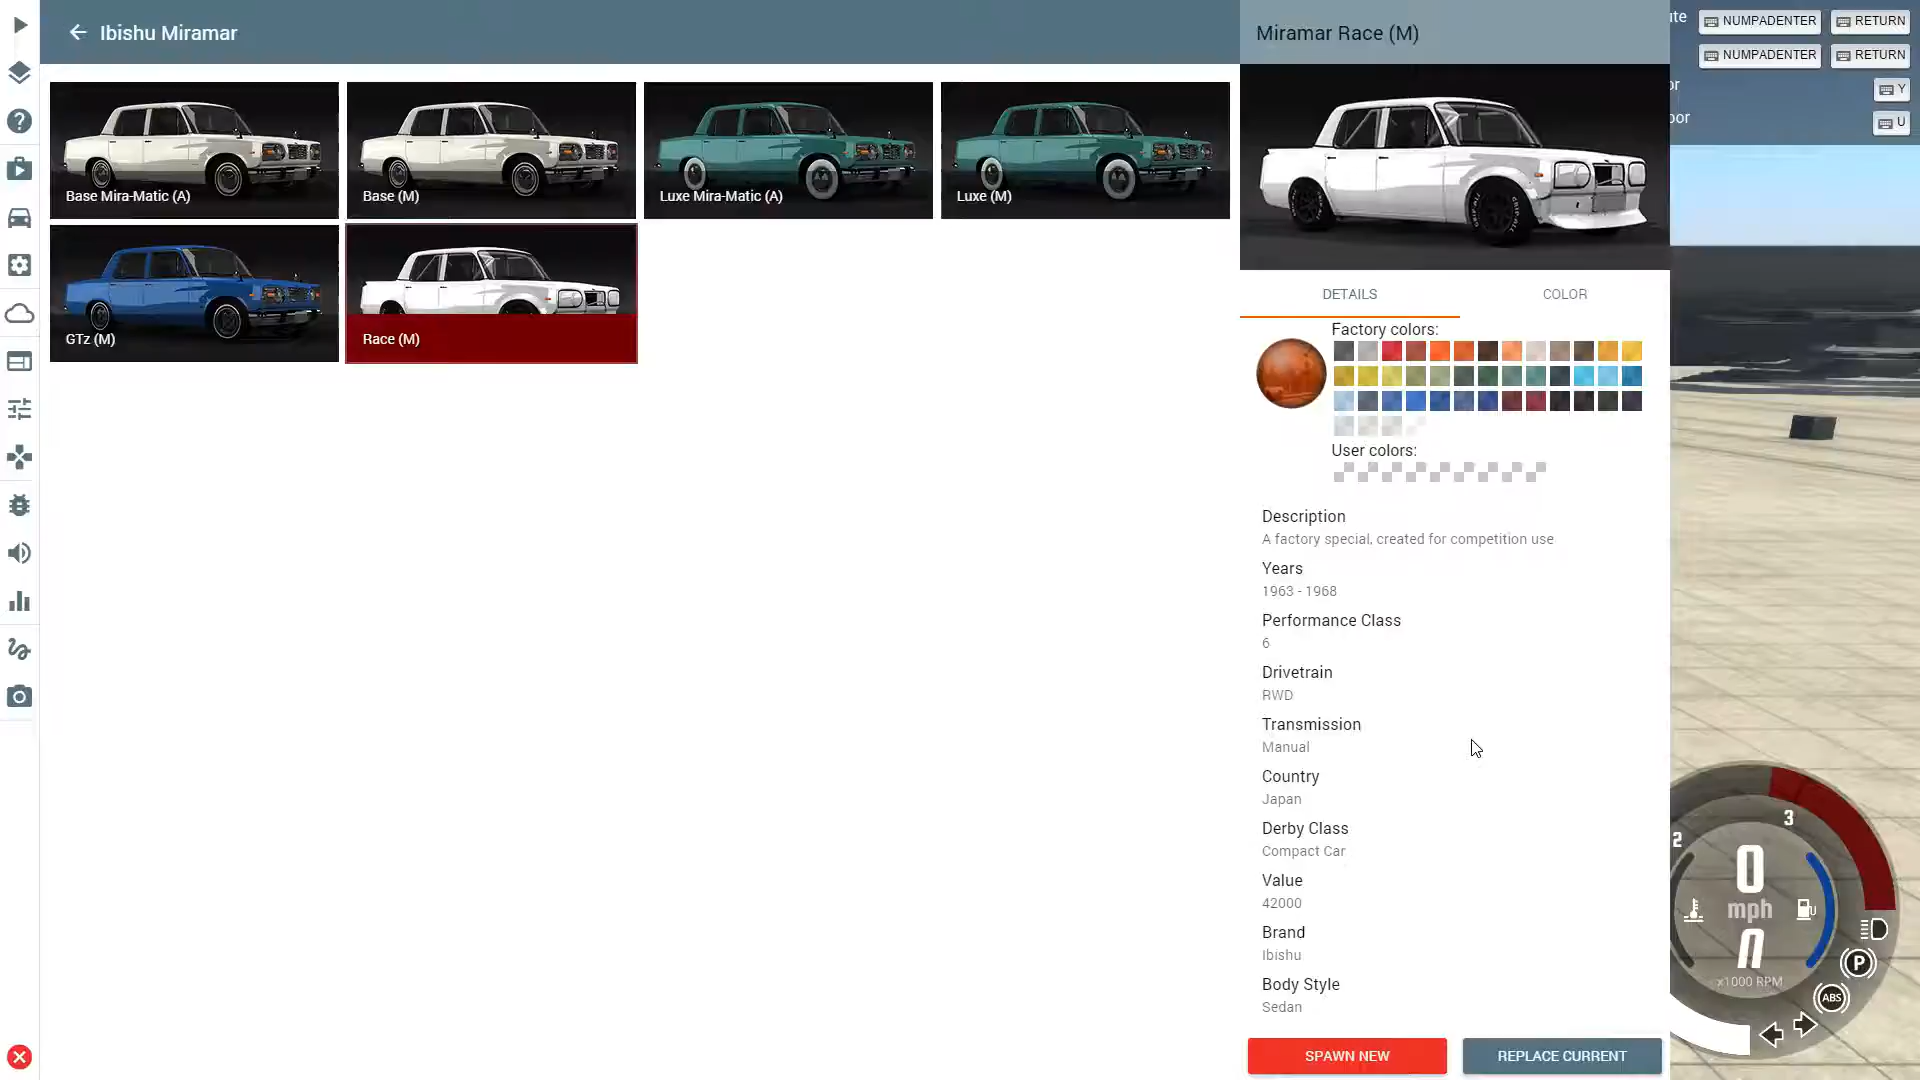 Ibishu Miramar
Base Mira-Matic (A)
Base (M)
Luxe Mira-Matic (A)
Luxe (M)
GTz (M)
Race (M)
Miramar Race (M)
DETAILS
COLOR
Factory colors:
User colors:
Description
A factory special, created for competition use
Years
1963 - 1968
Performance Class
6
Drivetrain
RWD
Transmission
Manual
Country
Japan
Derby Class
Compact Car
Value
42000
Brand
Ibishu
Body Style
Sedan
SPAWN NEW
REPLACE CURRENT
NUMPADENTER RETURN
NUMPADENTER RETURN
Y
U
2
3
0
mph
n
x1000 RPM
P
ABS